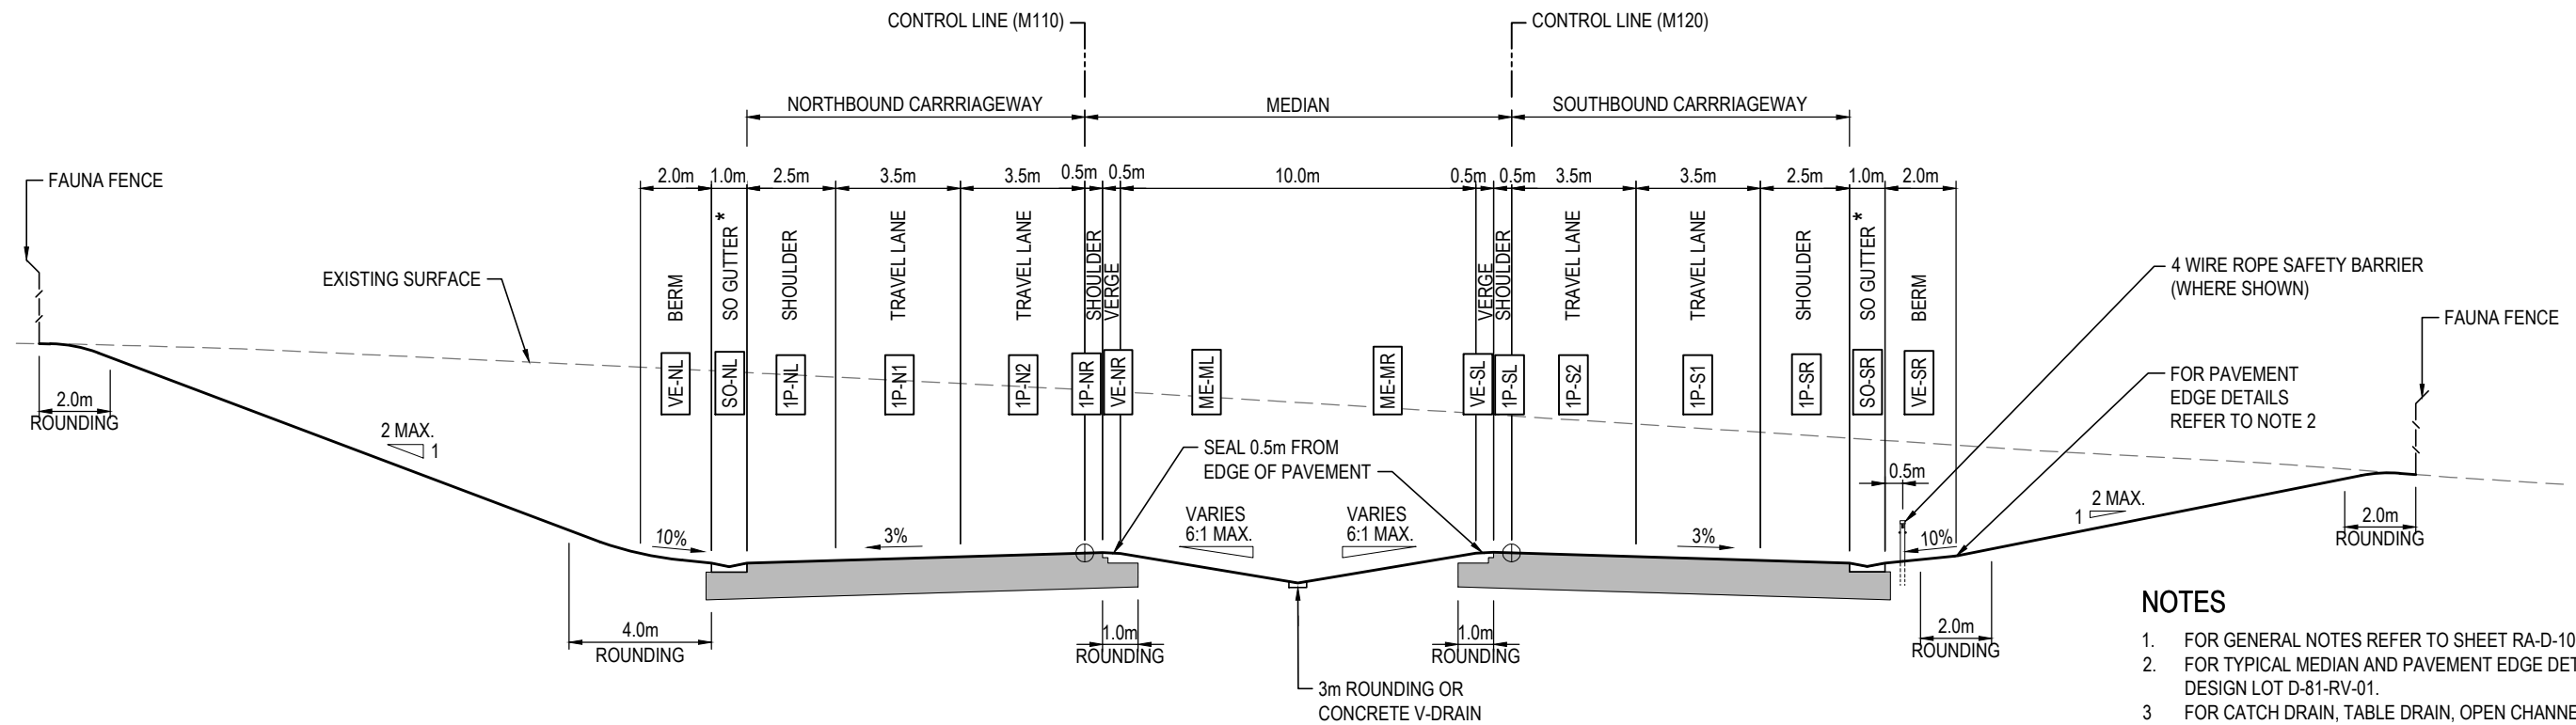 CONTROL LINE (M110)
CONTROL LINE (M120)
NORTHBOUND CARRRIAGEWAY
MEDIAN
SOUTHBOUND CARRRIAGEWAY
2.0m 1.0m 2.5m 3.5m 3.5m 0.5m 0.5m 10.0m 0.5m 0.5m 3.5m 3.5m 2.5m 1.0m 2.0m
FAUNA FENCE
EXISTING SURFACE
BERM
SO GUTTER *
SHOULDER
TRAVEL LANE
TRAVEL LANE
SHOULDER
VERGE
VERGE
SHOULDER
TRAVEL LANE
TRAVEL LANE
SHOULDER
SO GUTTER *
BERM
4 WIRE ROPE SAFETY BARRIER
(WHERE SHOWN)
FAUNA FENCE
VE-NL
SO-NL
1P-NL
1P-N1
1P-N2
1P-NR
VE-NR
ME-ML
ME-MR
VE-SL
1P-SL
1P-S2
1P-S1
1P-SR
SO-SR
VE-SR
FOR PAVEMENT
EDGE DETAILS
REFER TO NOTE 2
2.0m
ROUNDING
2 MAX.
1
SEAL 0.5m FROM
EDGE OF PAVEMENT
0.5m
2 MAX.
1
2.0m
ROUNDING
10%
3%
VARIES
6:1 MAX.
VARIES
6:1 MAX.
3%
10%
4.0m
ROUNDING
1.0m
ROUNDING
1.0m
ROUNDING
2.0m
ROUNDING
3m ROUNDING OR
CONCRETE V-DRAIN
NOTES
1. FOR GENERAL NOTES REFER TO SHEET RA-D-10
2. FOR TYPICAL MEDIAN AND PAVEMENT EDGE DET
DESIGN LOT D-81-RV-01.
3 FOR CATCH DRAIN, TABLE DRAIN, OPEN CHANNE